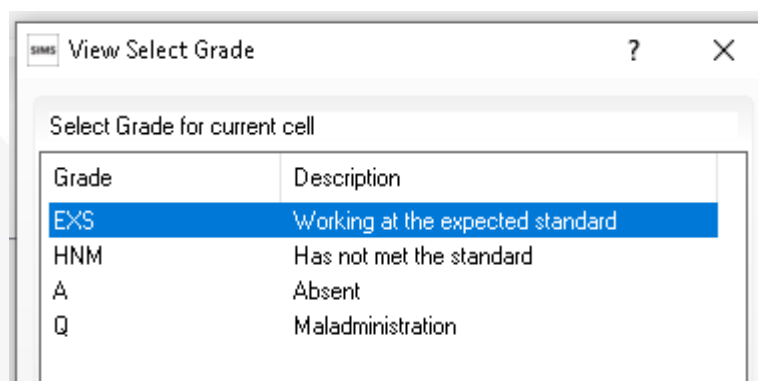 SIMS View Select Grade ?
Select Grade for current cell
Grade Description
EXS Working at the expected standard
HNM Has not met the standard
A Absent
Q Maladministration